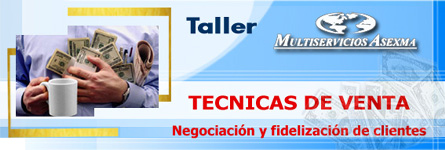 Taller
MULTISERVICIOS ASEXMA
TECNICAS DE VENTA
Negociación y fidelización de clientes